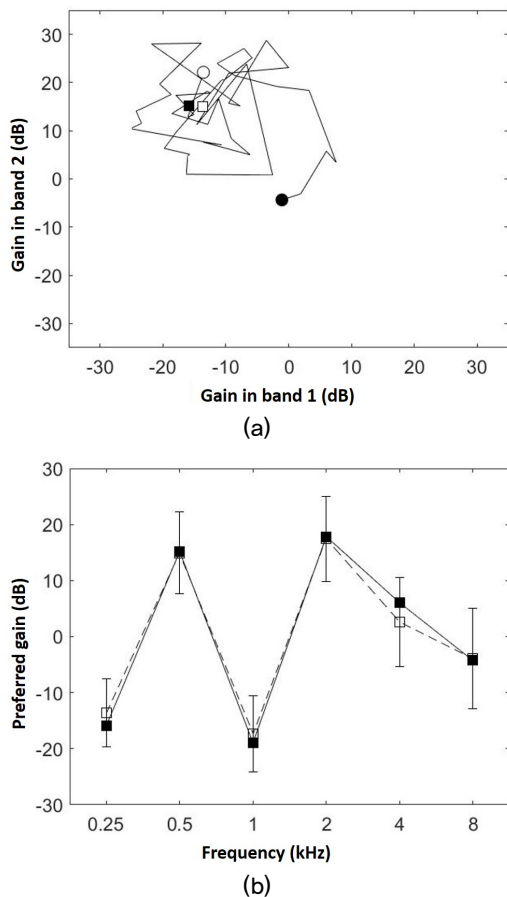 30
20
10
0
-10
-20
-30
Gain in band 2 (dB)
-30 -20 -10 0 10 20 30
Gain in band 1 (dB)
(a)
30
20
10
0
-10
-20
-30
Preferred gain (dB)
0.25 0.5 1 2 4 8
Frequency (kHz)
(b)